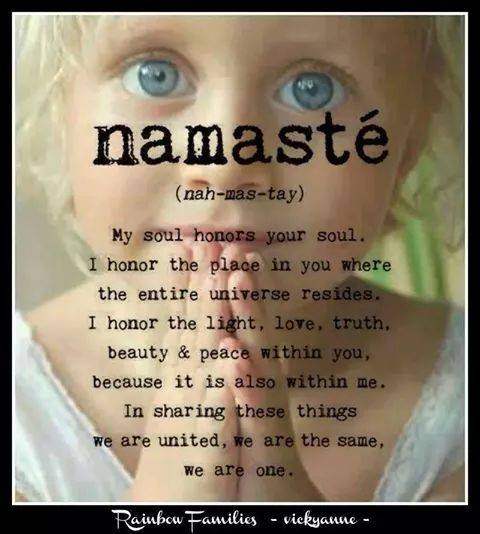 namasté
(nah-mas-tay)
My soul honors your soul.
I honor the place in you where
the entire universe resides.
I honor the light, love, truth,
beauty & peace within you,
because it is also within me.
In sharing these things
we are united, we are the same,
we are one.
Rainbow Families - vickyanne -